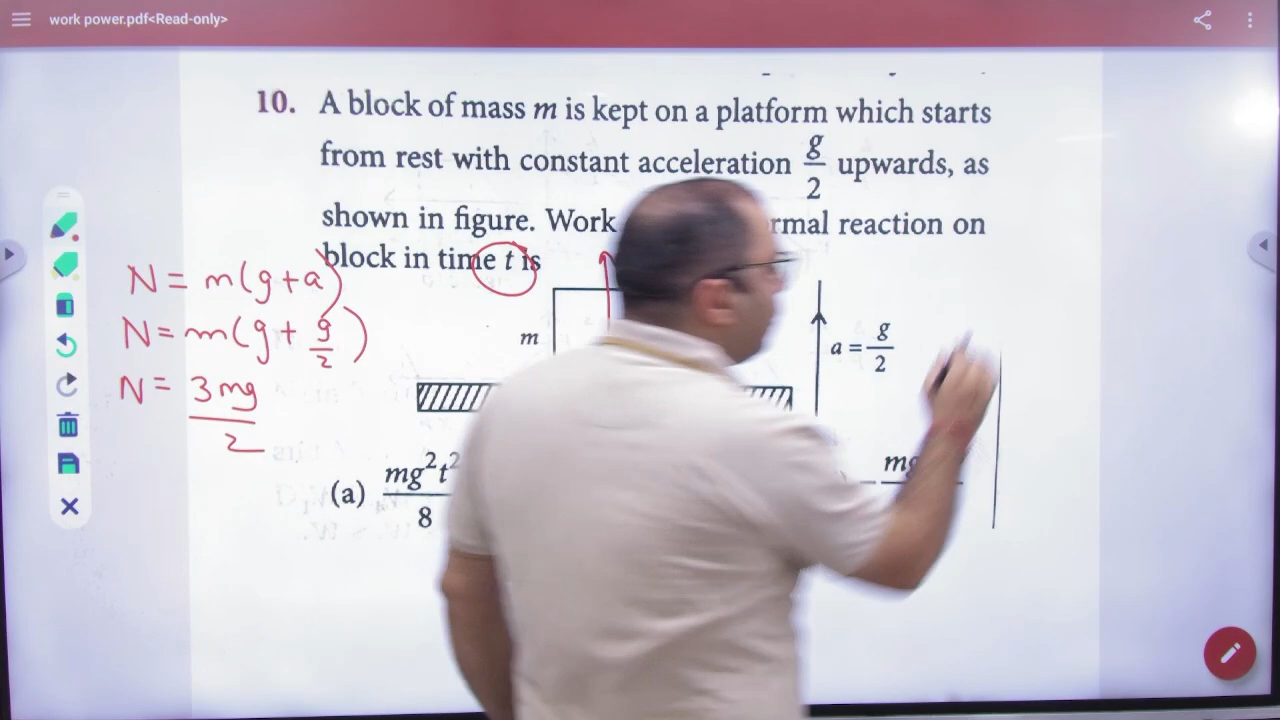 work power.pdf<Read-only>
10. A block of mass m is kept on a platform which starts
from rest with constant acceleration g/2 upwards, as
shown in figure. Work rmal reaction on
block in time t is
N = m(g+a)
N = m(g + g/2)
N = 3mg/2
m
a = g/2
(a) mg²t²/8
mg